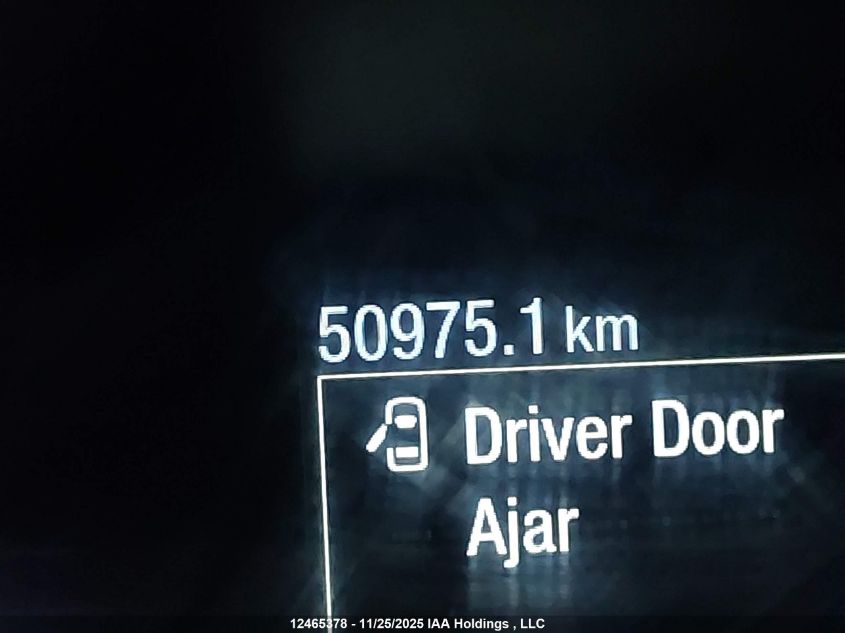 50975.1 km
Driver Door
Ajar
12465378 - 11/25/2025 IAA Holdings , LLC